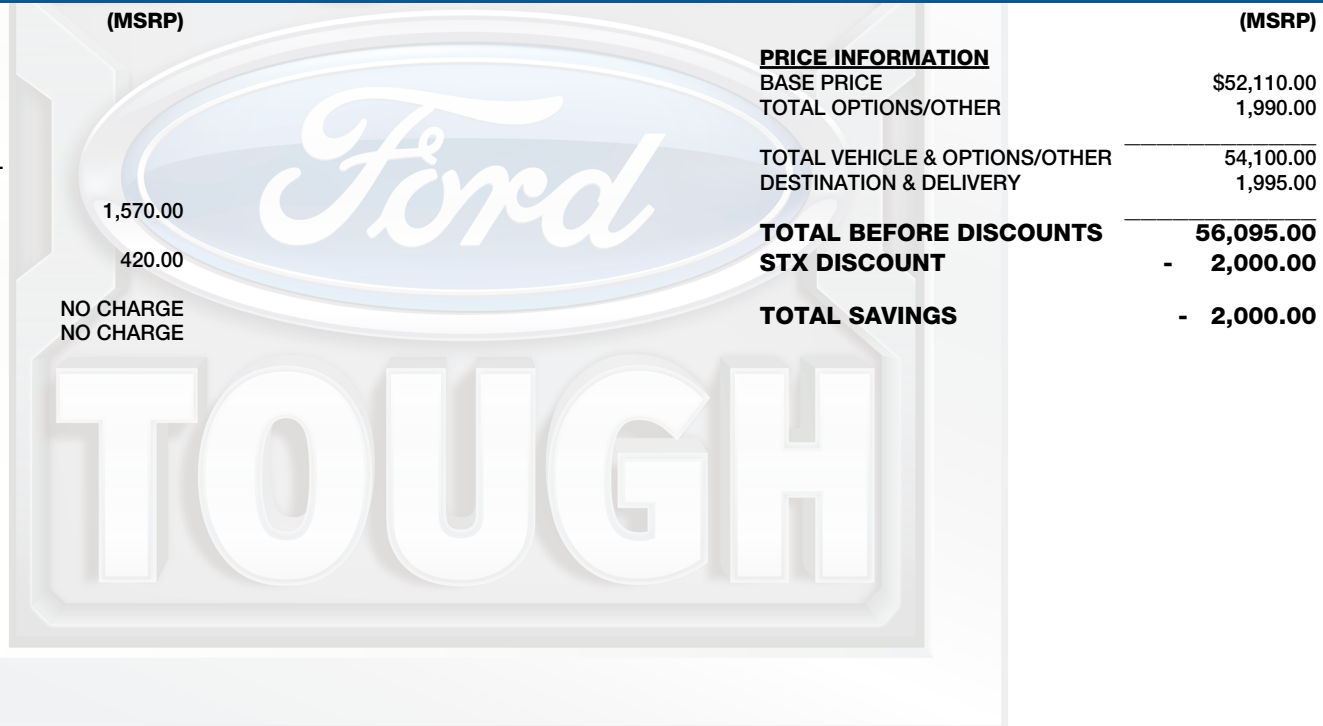 (MSRP)
1,570.00
420.00
NO CHARGE
NO CHARGE
Ford
TOUGH
(MSRP)
PRICE INFORMATION
BASE PRICE $52,110.00
TOTAL OPTIONS/OTHER 1,990.00
TOTAL VEHICLE & OPTIONS/OTHER 54,100.00
DESTINATION & DELIVERY 1,995.00
TOTAL BEFORE DISCOUNTS 56,095.00
STX DISCOUNT - 2,000.00
TOTAL SAVINGS - 2,000.00